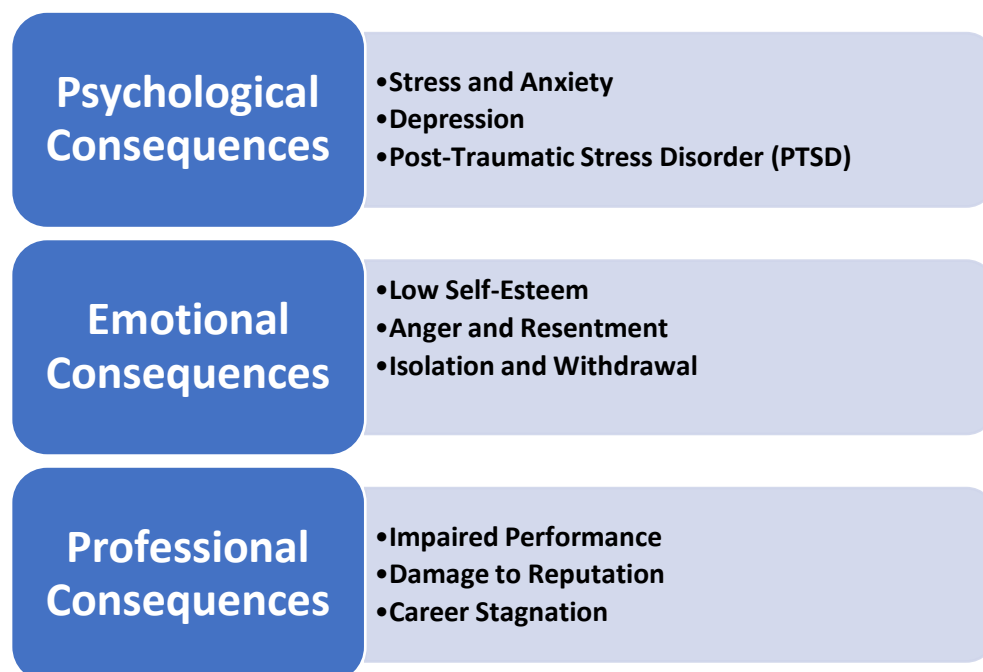 Psychological
Consequences
•Stress and Anxiety
•Depression
•Post-Traumatic Stress Disorder (PTSD)
Emotional
Consequences
•Low Self-Esteem
•Anger and Resentment
•Isolation and Withdrawal
Professional
Consequences
•Impaired Performance
•Damage to Reputation
•Career Stagnation